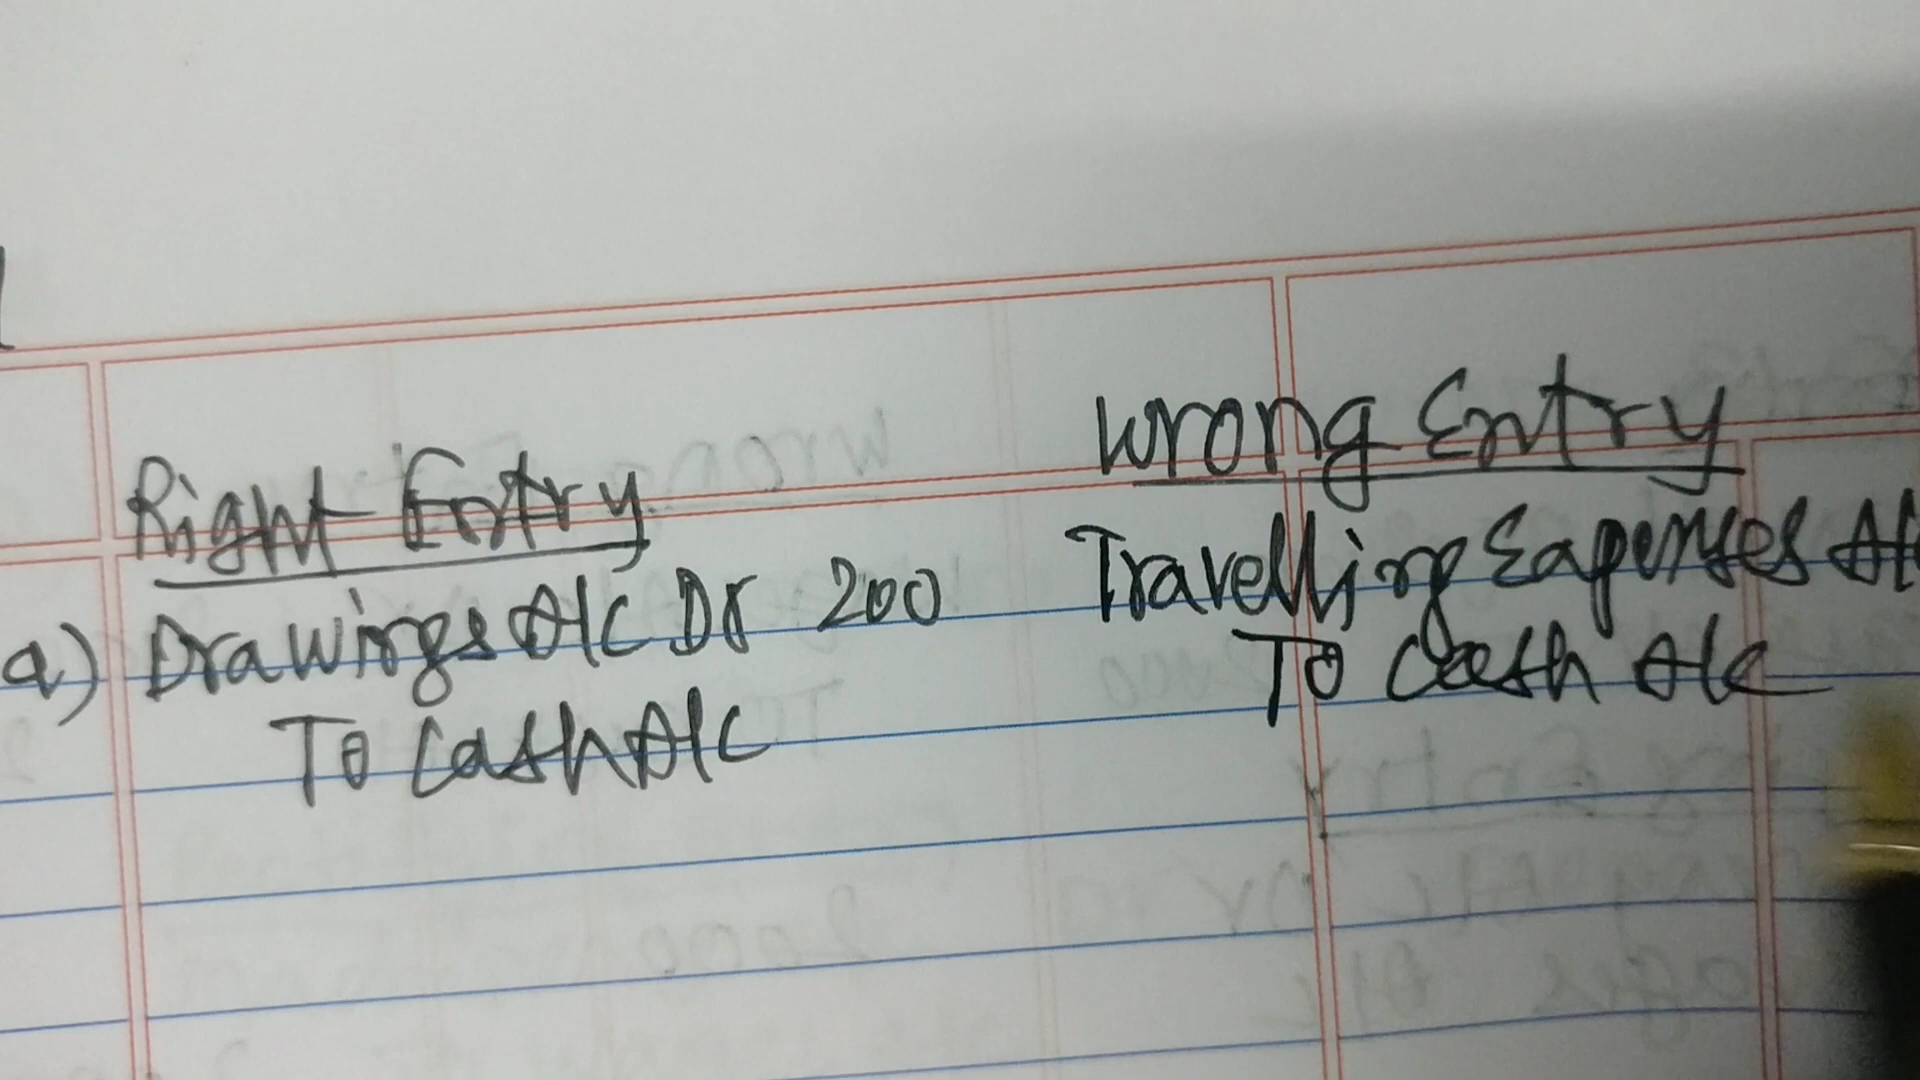 Right Entry
a) Drawings A/C Dr 200
To Cash A/C
Wrong Entry
Travelling Expenses A/
To Cash A/c